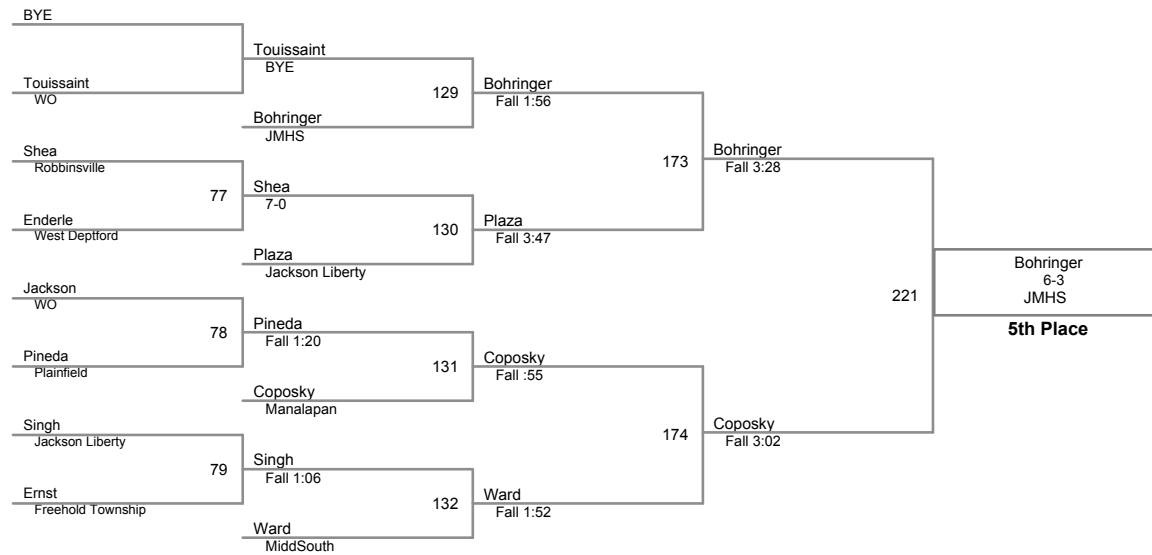 BYE
Touissaint
WO
Shea
Robbinsville
Enderle
West Deptford
Jackson
WO
Pineda
Plainfield
Singh
Jackson Liberty
Ernst
Freehold Township
77
78
79
Touissaint
BYE
Bohringer
JMHS
Shea
7-0
Plaza
Jackson Liberty
Pineda
Fall 1:20
Coposky
Manalapan
Singh
Fall 1:06
Ward
MiddSouth
129
130
131
132
Bohringer
Fall 1:56
Plaza
Fall 3:47
Coposky
Fall :55
Ward
Fall 1:52
173
174
Bohringer
Fall 3:28
Coposky
Fall 3:02
221
Bohringer
6-3
JMHS
5th Place